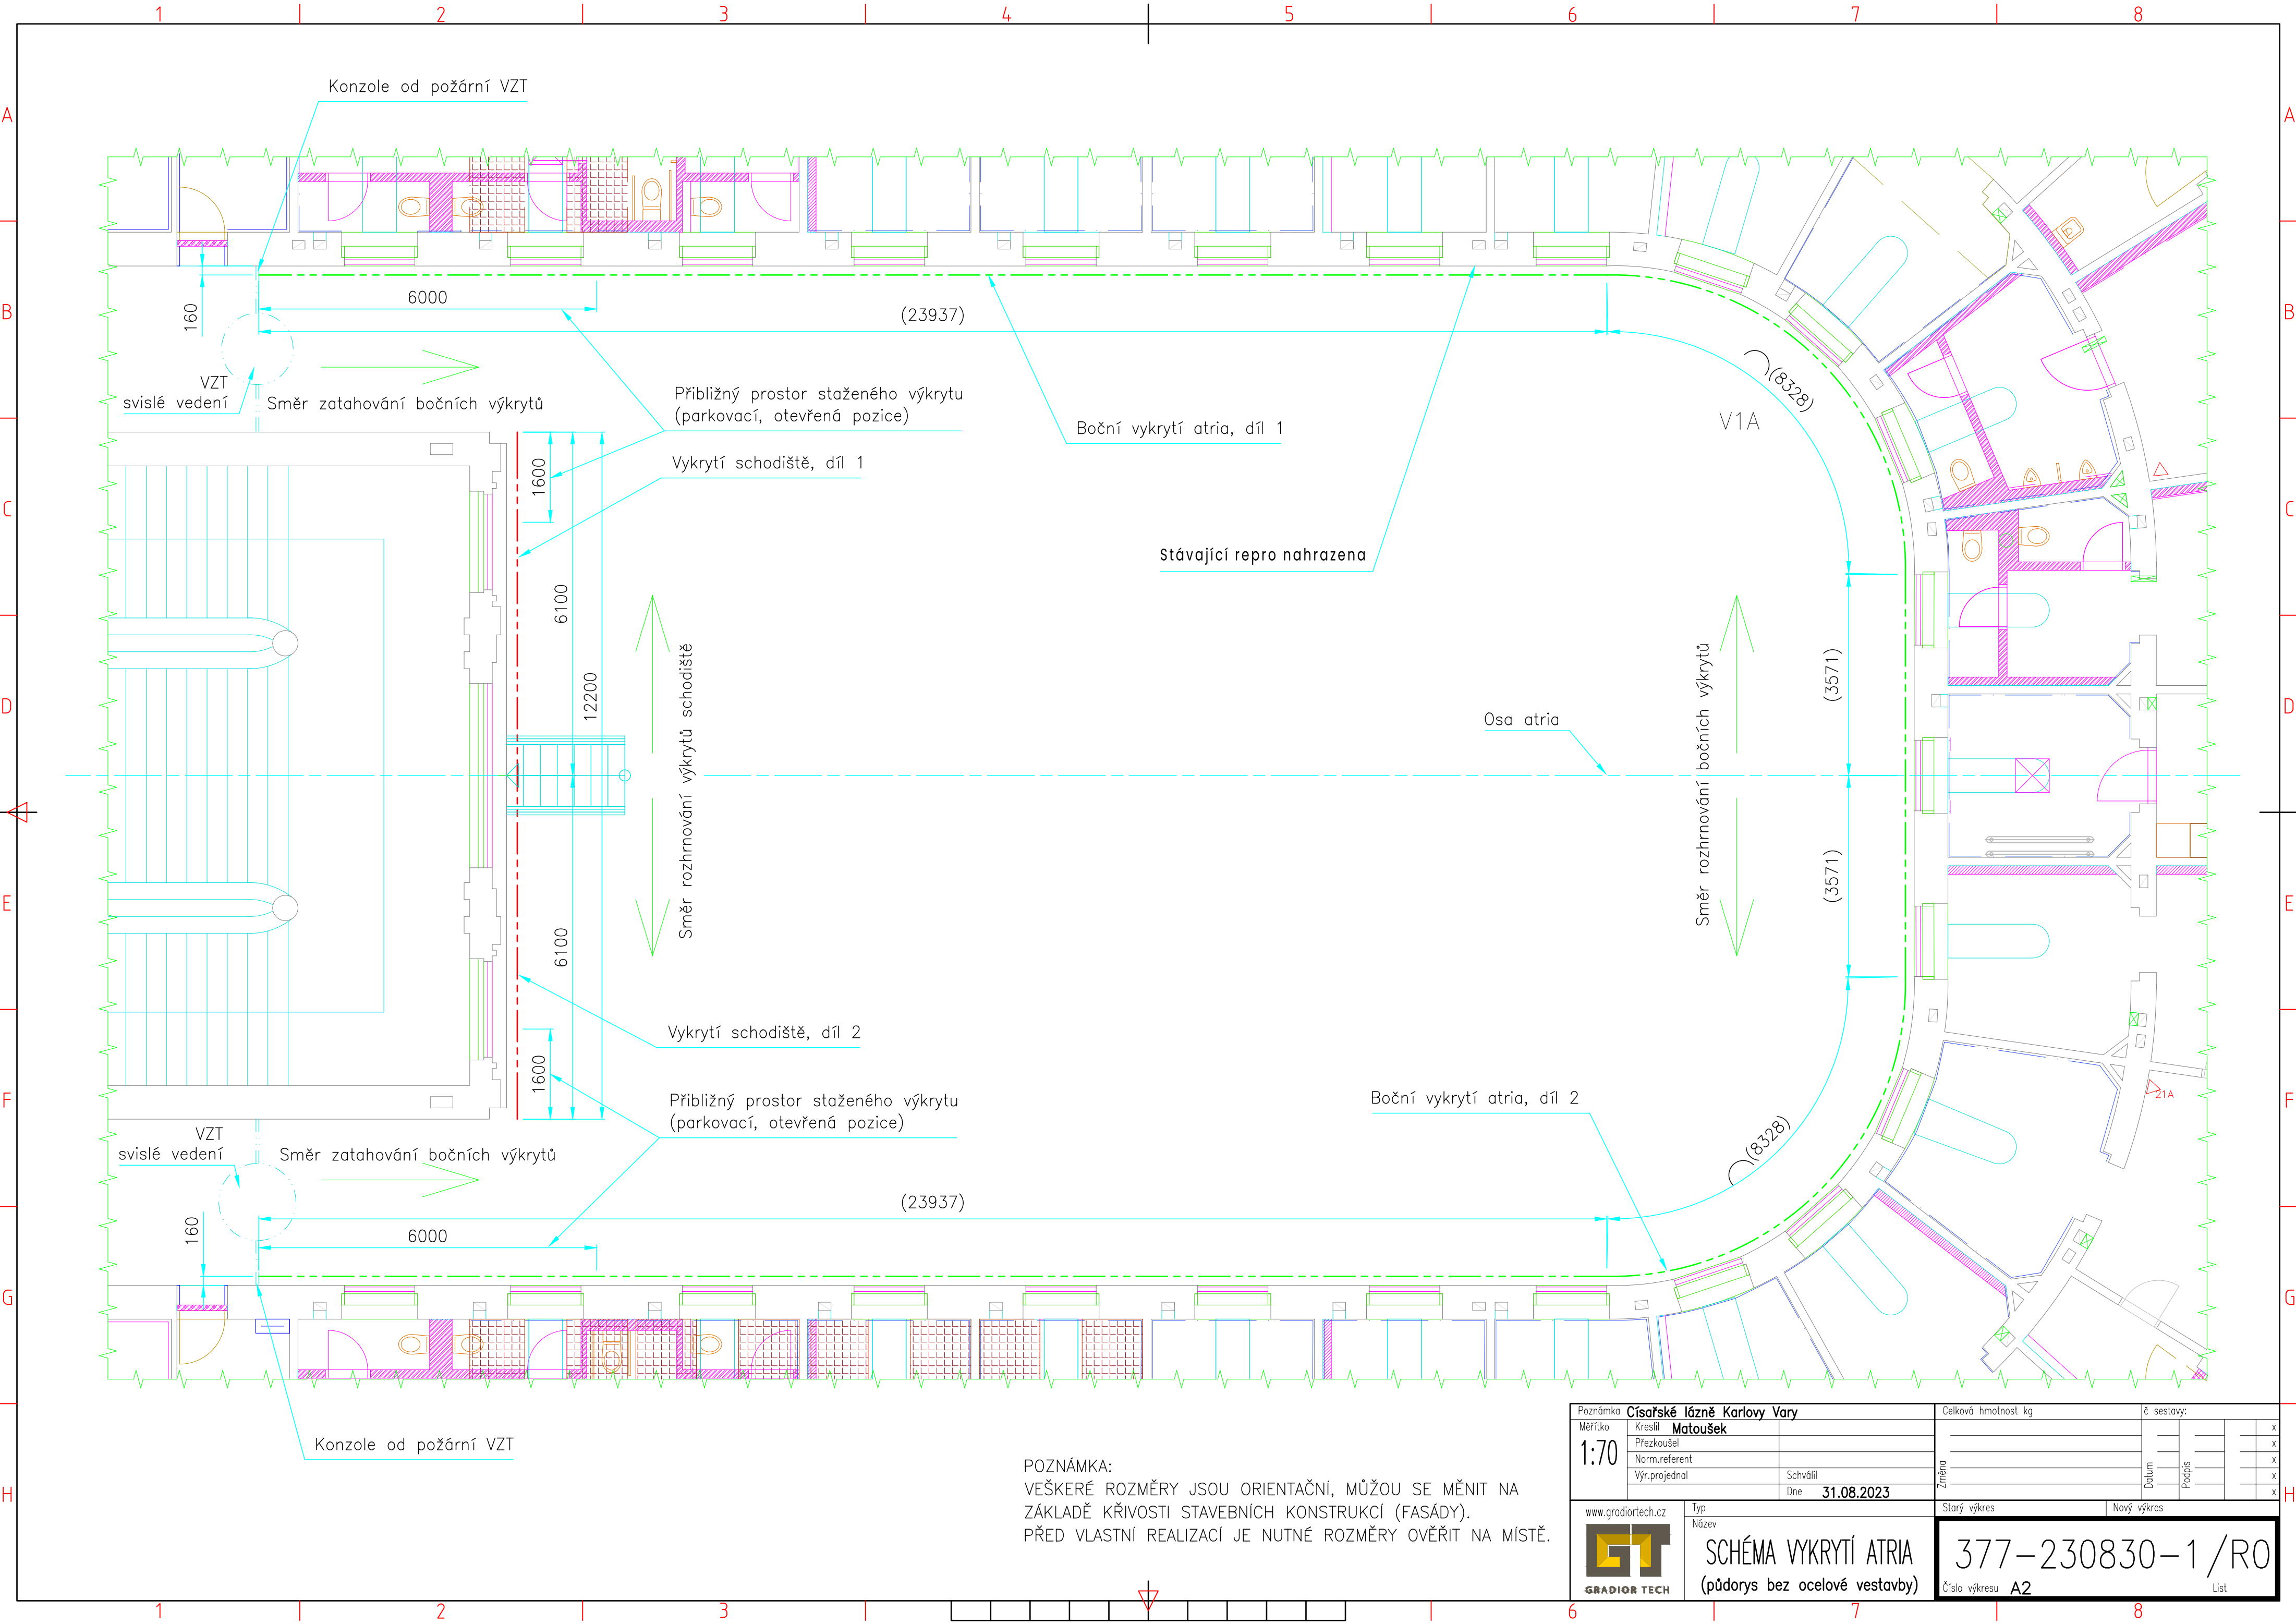 1 2 3 4 5 6 7 8
A A
B B
C C
D D
E E
F F
G G
H H
Konzole od požární VZT
160
6000
(23937)
(8328)
VZT
svislé vedení
Směr zatahování bočních výkrytů
Přibližný prostor staženého výkrytu
(parkovací, otevřená pozice)
Boční vykrytí atria, díl 1
V1A
Vykrytí schodiště, díl 1
1600
Stávající repro nahrazena
6100
12200
Směr rozhrnování výkrytů schodiště
Směr rozhrnování bočních výkrytů
(3571)
Osa atria
(3571)
6100
Vykrytí schodiště, díl 2
1600
Přibližný prostor staženého výkrytu
(parkovací, otevřená pozice)
Boční vykrytí atria, díl 2
21A
VZT
svislé vedení
Směr zatahování bočních výkrytů
(8328)
(23937)
160
6000
Konzole od požární VZT
POZNÁMKA:
VEŠKERÉ ROZMĚRY JSOU ORIENTAČNÍ, MŮŽOU SE MĚNIT NA
ZÁKLADĚ KŘIVOSTI STAVEBNÍCH KONSTRUKCÍ (FASÁDY).
PŘED VLASTNÍ REALIZACÍ JE NUTNÉ ROZMĚRY OVĚŘIT NA MÍSTĚ.
Poznámka Císařské lázně Karlovy Vary
Měřítko
1:70
Kreslil Matoušek
Přezkoušel
Norm.referent
Výr.projednal
Schválil
Dne 31.08.2023
Celková hmotnost kg
č sestavy:
Změna
Datum
Podpis
x
x
x
x
x
Starý výkres
Nový výkres
www.gradiortech.cz
GT
GRADIOR TECH
Typ
Název
SCHÉMA VYKRYTÍ ATRIA
(půdorys bez ocelové vestavby)
377-230830-1/R0
Číslo výkresu A2
List
1 2 3 6 7 8